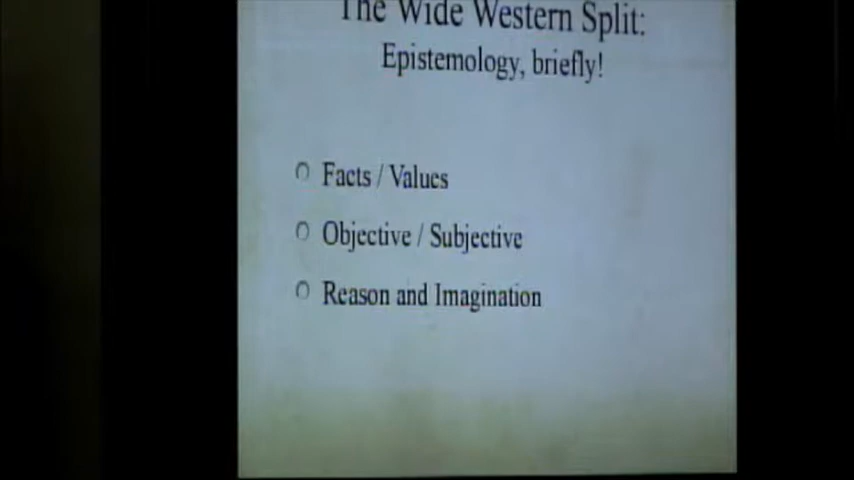 The Wide Western Split:
Epistemology, briefly!
Facts / Values
Objective / Subjective
Reason and Imagination